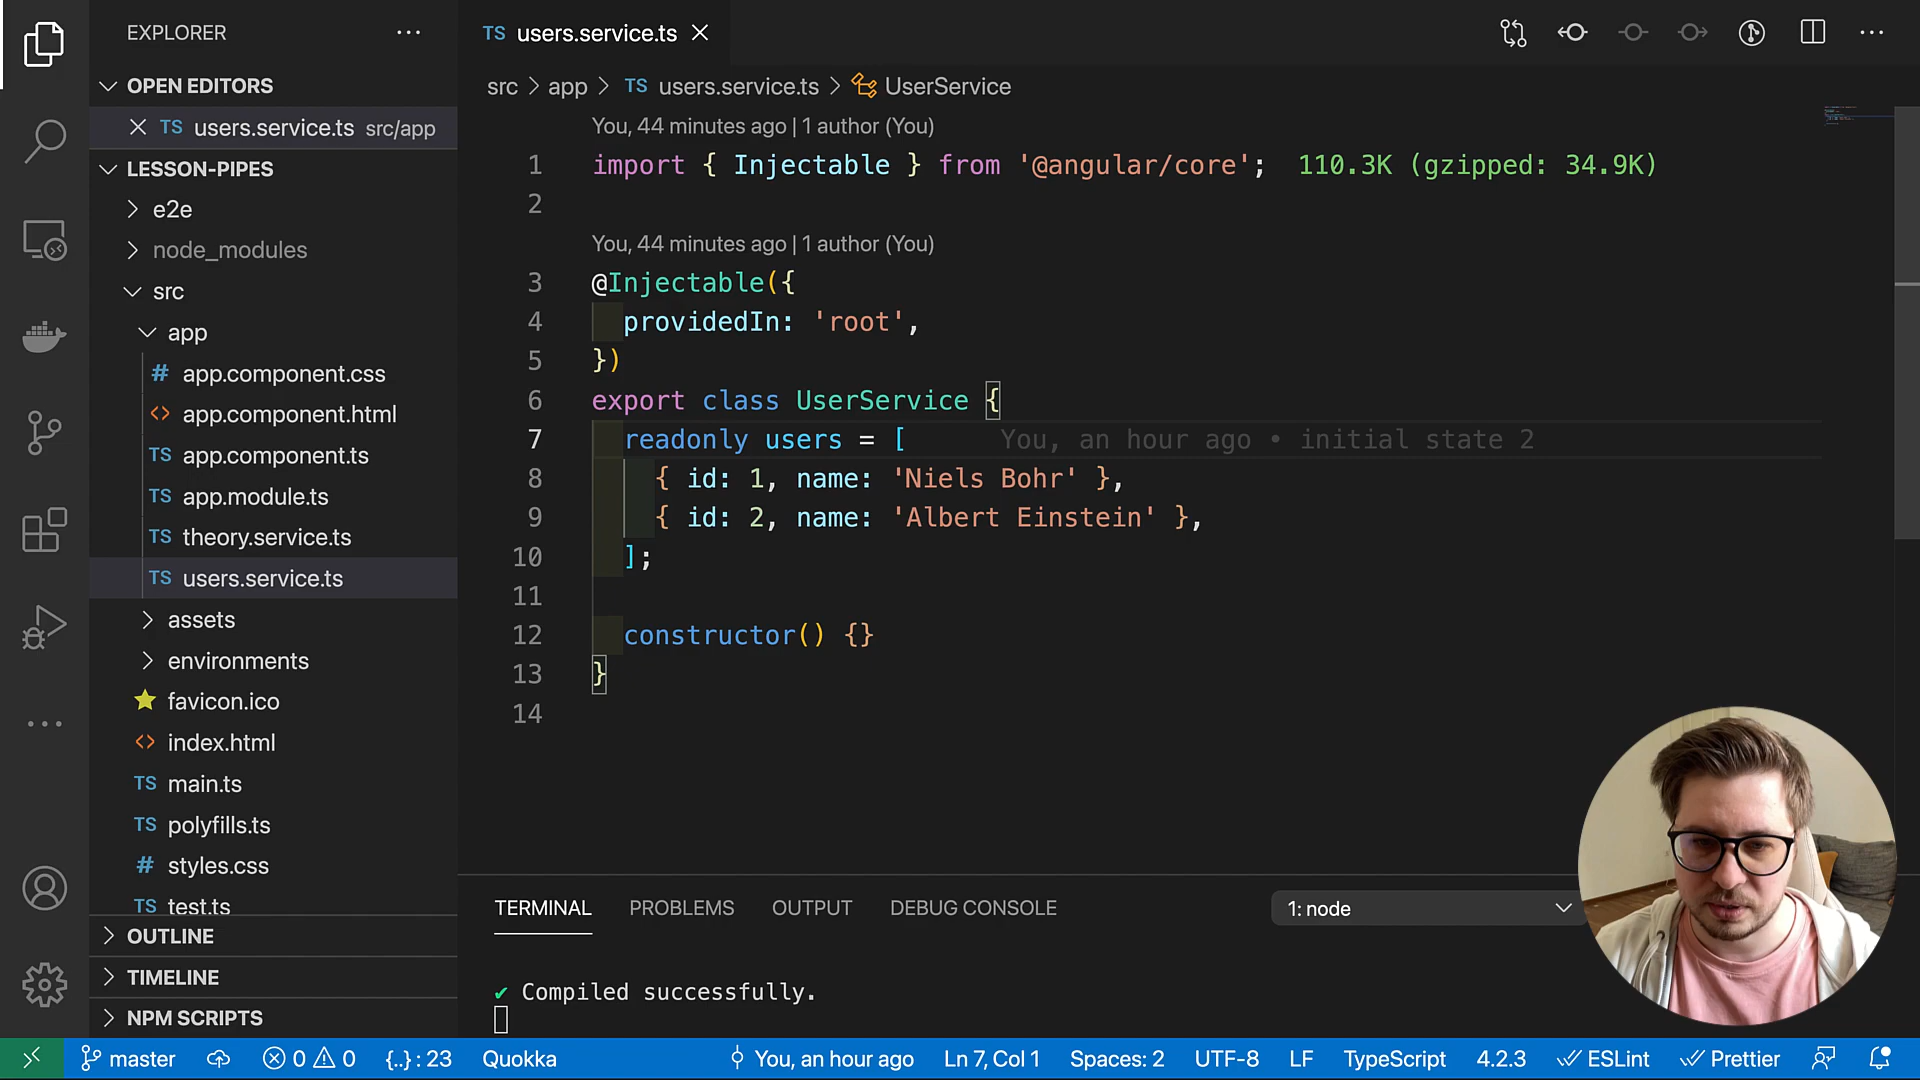 EXPLORER
OPEN EDITORS
TS users.service.ts src/app
LESSON-PIPES
e2e
node_modules
src
app
# app.component.css
<> app.component.html
TS app.component.ts
TS app.module.ts
TS theory.service.ts
TS users.service.ts
assets
environments
favicon.ico
<> index.html
TS main.ts
TS polyfills.ts
# styles.css
TS test.ts
OUTLINE
TIMELINE
NPM SCRIPTS
TS users.service.ts
src > app > TS users.service.ts > UserService
You, 44 minutes ago | 1 author (You)
1 import { Injectable } from '@angular/core'; 110.3K (gzipped: 34.9K)
2
You, 44 minutes ago | 1 author (You)
3 @Injectable({
4 providedIn: 'root',
5 })
6 export class UserService {
7 readonly users = [ You, an hour ago • initial state 2
8 { id: 1, name: 'Niels Bohr' },
9 { id: 2, name: 'Albert Einstein' },
10 ];
11
12 constructor() {}
13 }
14
TERMINAL PROBLEMS OUTPUT DEBUG CONSOLE 1: node
✔ Compiled successfully.
master 0 0 {..} : 23 Quokka You, an hour ago Ln 7, Col 1 Spaces: 2 UTF-8 LF TypeScript 4.2.3 ESLint Prettier